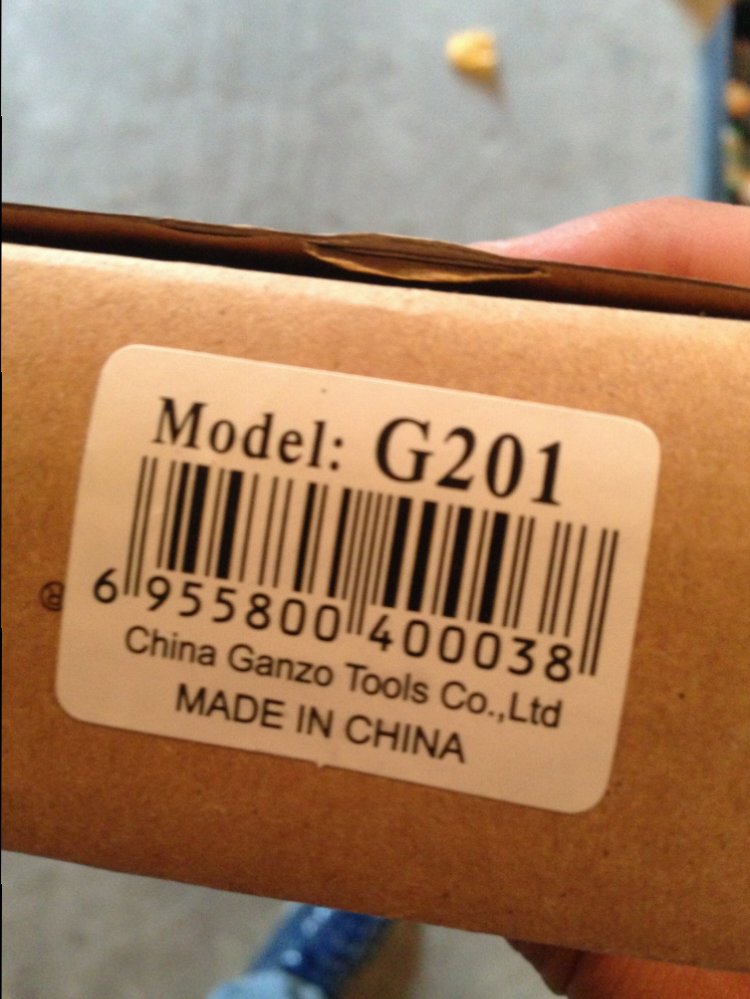 Model: G201
6 955800 400038
China Ganzo Tools Co.,Ltd
MADE IN CHINA
®